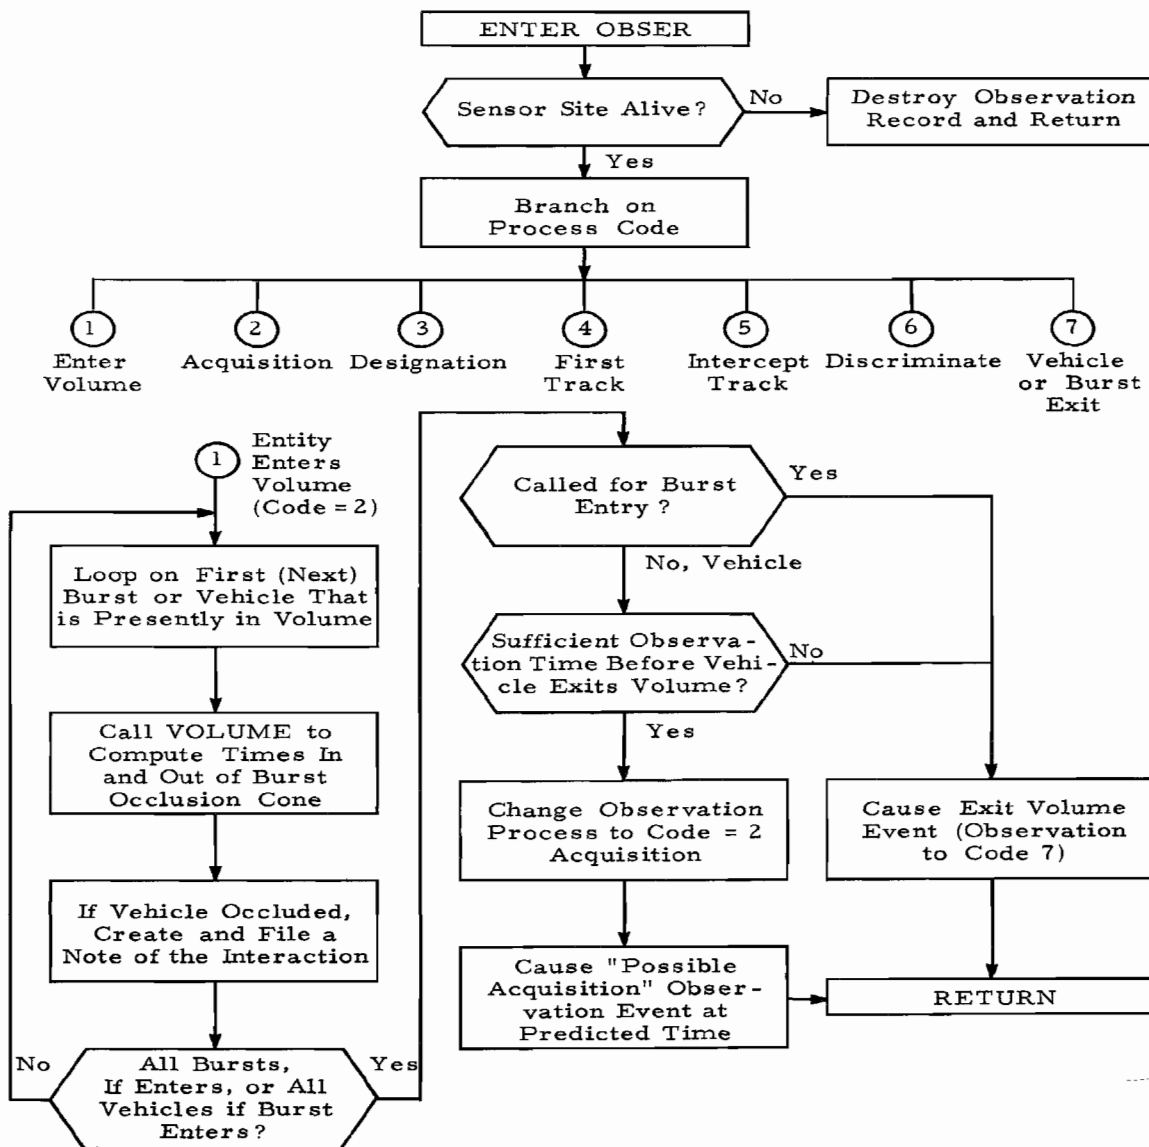 ENTER OBSER
Sensor Site Alive?
No
Destroy Observation
Record and Return
Yes
Branch on
Process Code
1
Enter
Volume
2
Acquisition
3
Designation
4
First
Track
5
Intercept
Track
6
Discriminate
7
Vehicle
or Burst
Exit
1
Entity
Enters
Volume
(Code = 2)
Loop on First (Next)
Burst or Vehicle That
is Presently in Volume
Call VOLUME to
Compute Times In
and Out of Burst
Occlusion Cone
If Vehicle Occluded,
Create and File a
Note of the Interaction
No
All Bursts,
If Enters, or All
Vehicles if Burst
Enters?
Yes
Called for Burst
Entry?
Yes
No, Vehicle
Sufficient Observa-
tion Time Before Vehi-
cle Exits Volume?
No
Yes
Change Observation
Process to Code = 2
Acquisition
Cause "Possible
Acquisition" Obser-
vation Event at
Predicted Time
Cause Exit Volume
Event (Observation
to Code 7)
RETURN